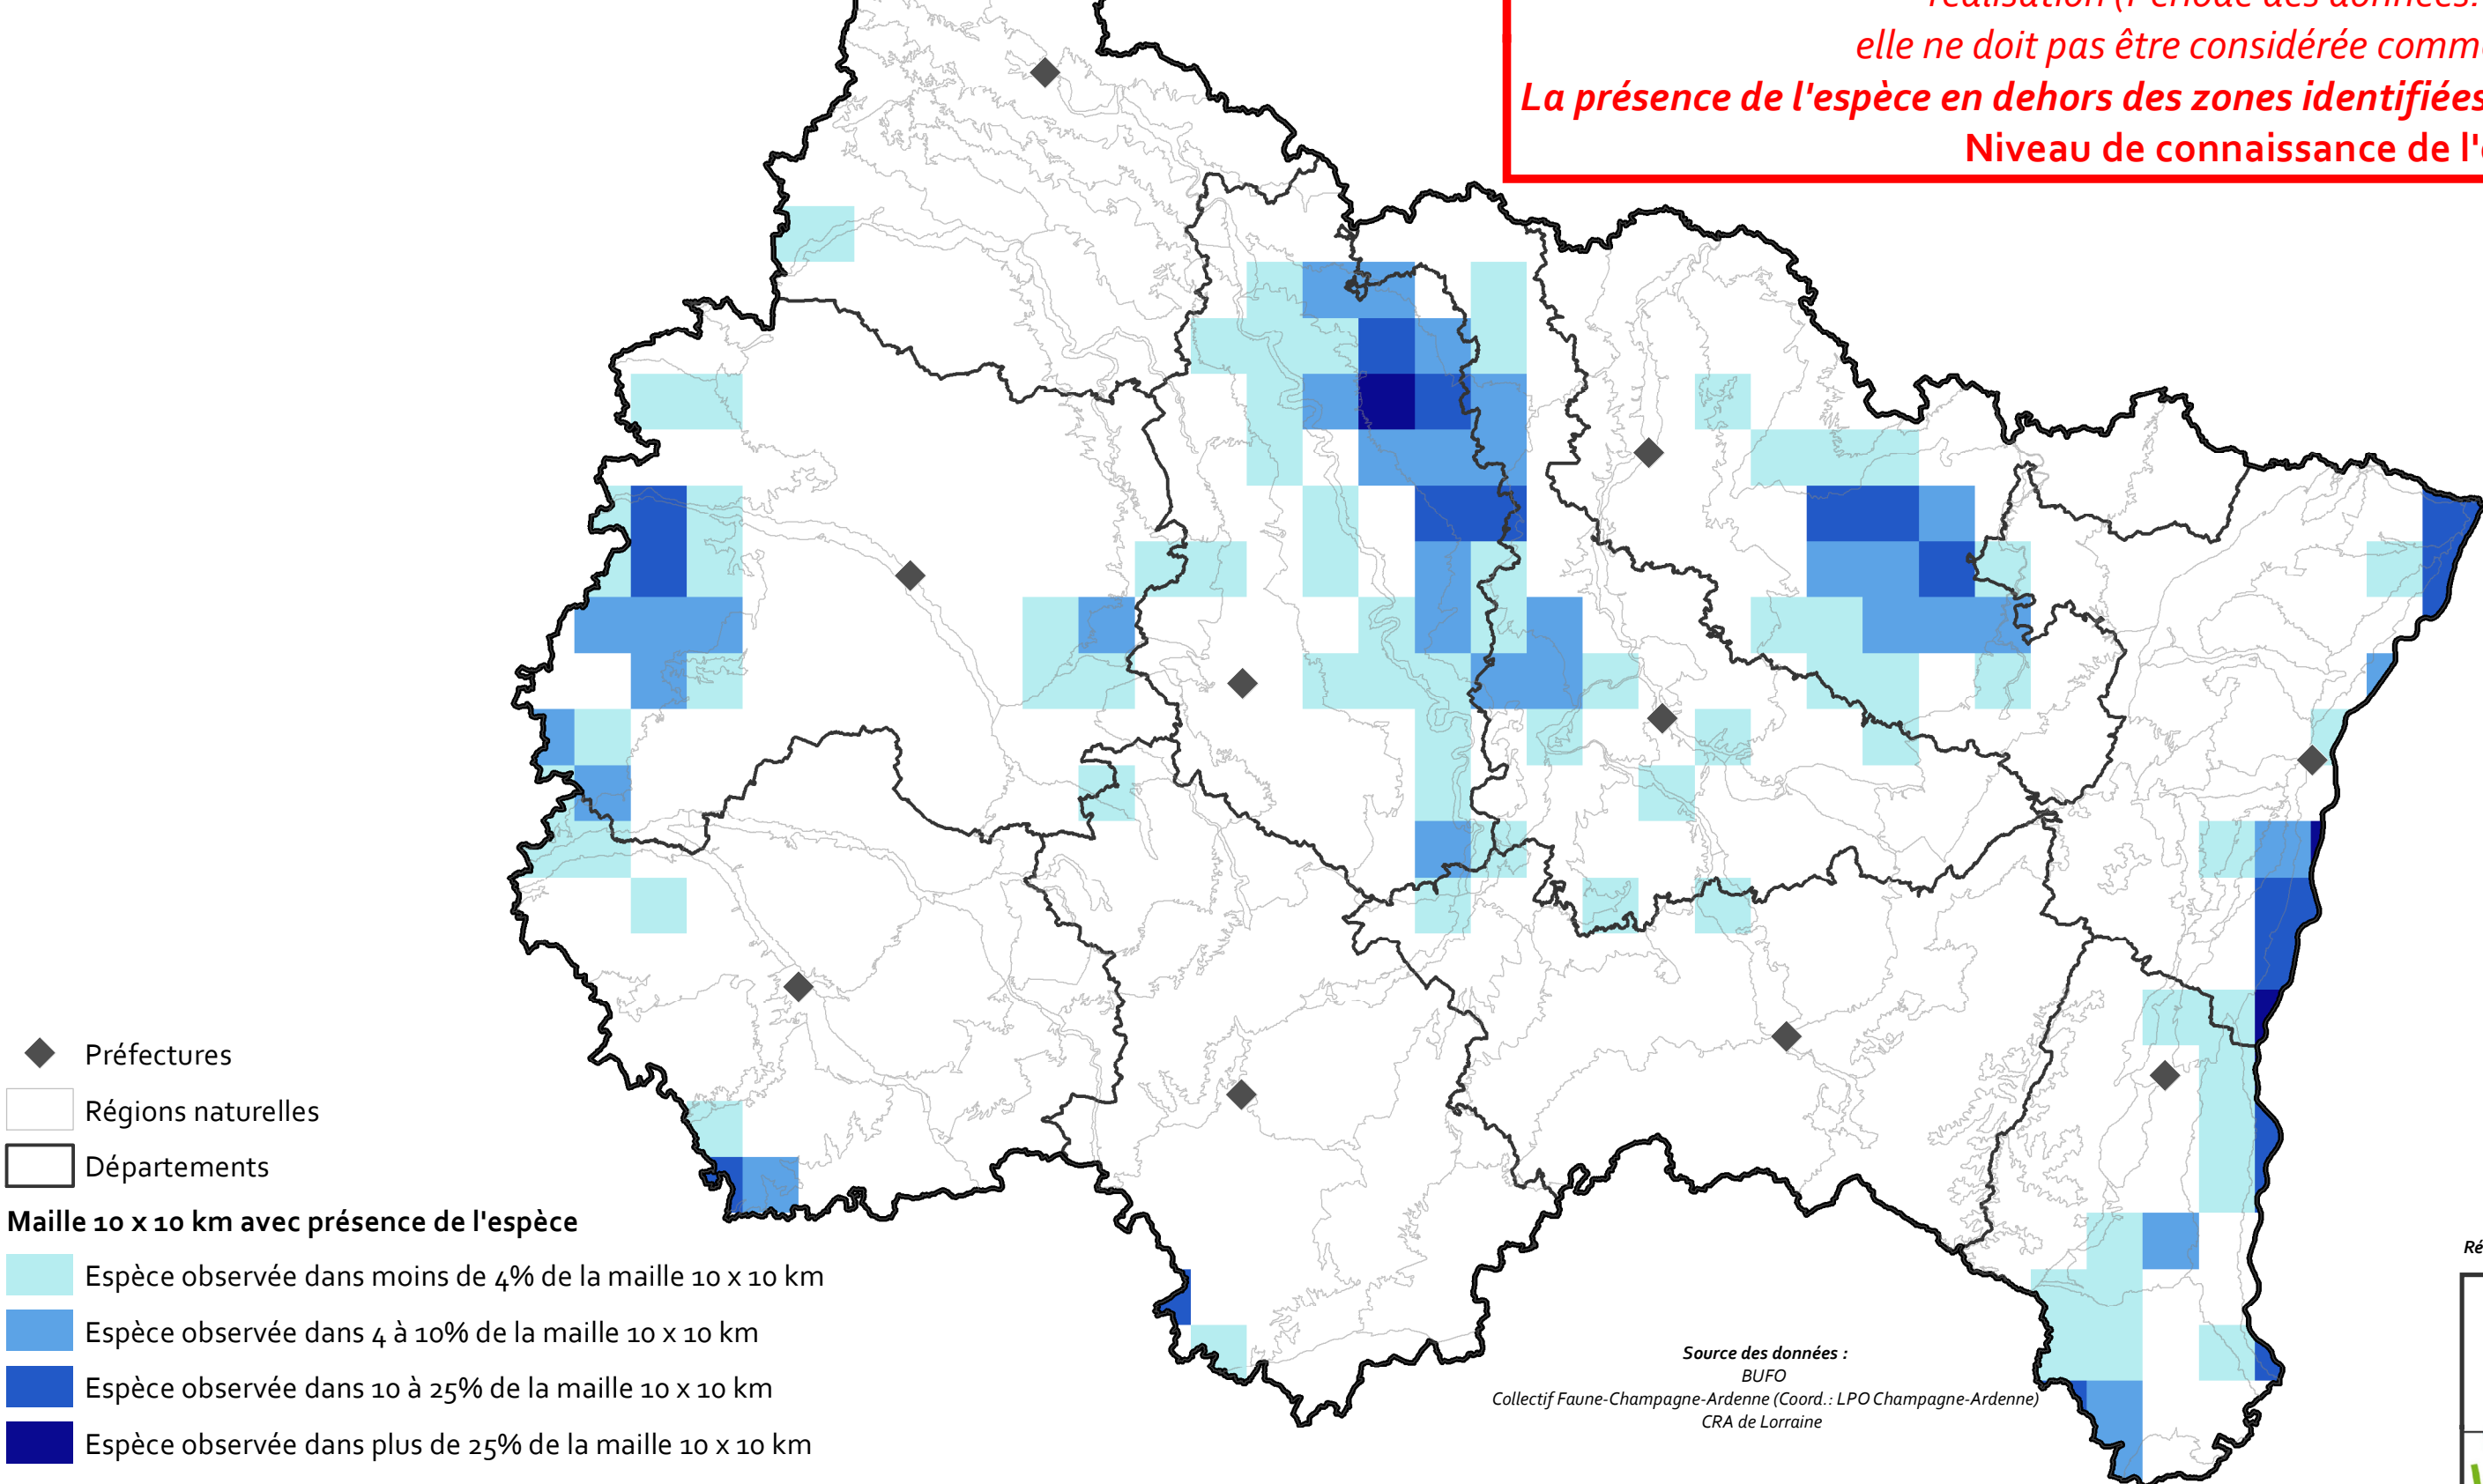 elle ne doit pas être considérée comme
La présence de l'espèce en dehors des zones identifiées
Niveau de connaissance de l'
Préfectures
Régions naturelles
Départements
Maille 10 x 10 km avec présence de l'espèce
Espèce observée dans moins de 4% de la maille 10 x 10 km
Espèce observée dans 4 à 10% de la maille 10 x 10 km
Espèce observée dans 10 à 25% de la maille 10 x 10 km
Espèce observée dans plus de 25% de la maille 10 x 10 km
Source des données :
BUFO
Collectif Faune-Champagne-Ardenne (Coord.: LPO Champagne-Ardenne)
CRA de Lorraine
Ré